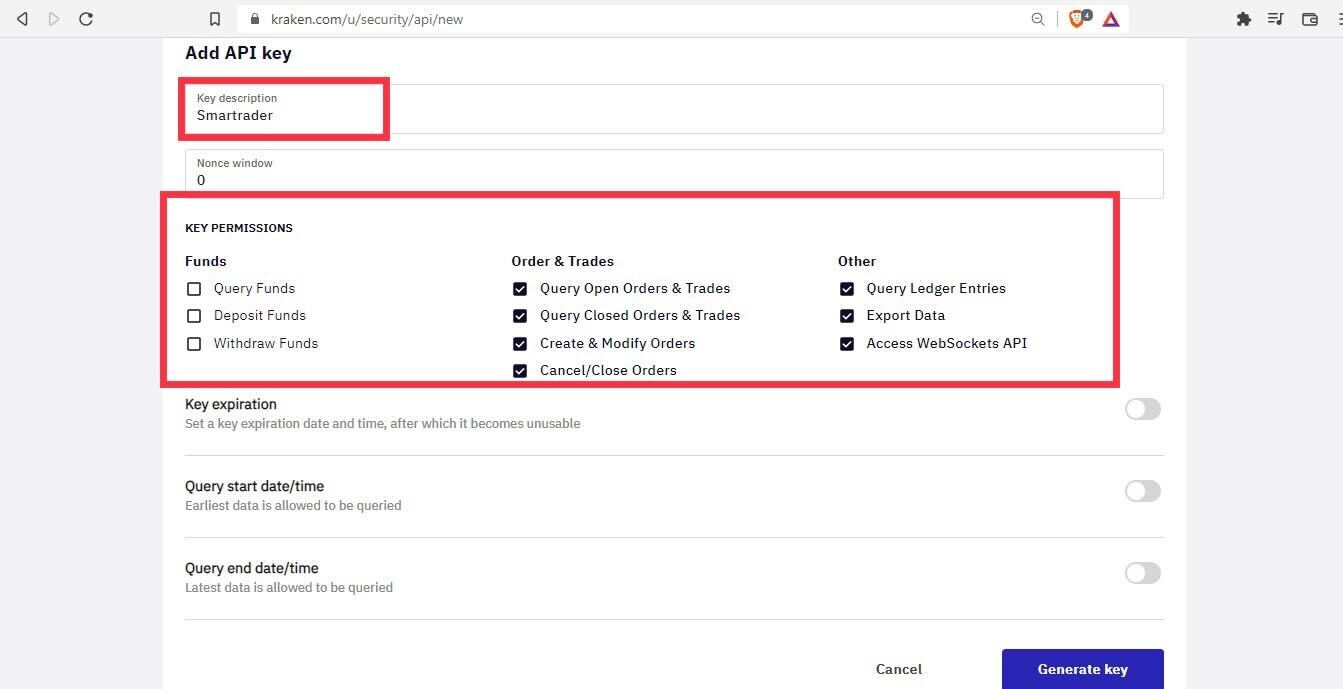 kraken.com/u/security/api/new
4
Add API key
Key description
Smartrader
Nonce window
0
KEY PERMISSIONS
Funds
Query Funds
Deposit Funds
Withdraw Funds
Order & Trades
Query Open Orders & Trades
Query Closed Orders & Trades
Create & Modify Orders
Cancel/Close Orders
Other
Query Ledger Entries
Export Data
Access WebSockets API
Key expiration
Set a key expiration date and time, after which it becomes unusable
Query start date/time
Earliest data is allowed to be queried
Query end date/time
Latest data is allowed to be queried
Cancel
Generate key